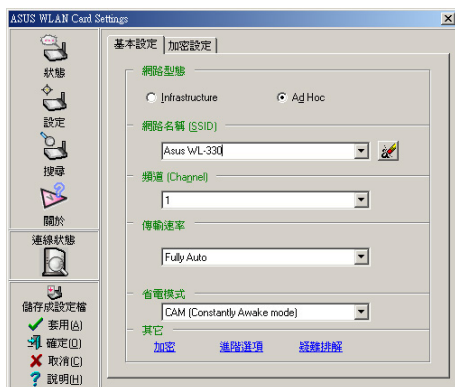 ASUS WLAN Card Settings
狀態
設定
搜尋
關於
連線狀態
儲存成設定檔
套用(A)
確定(O)
取消(C)
說明(H)
基本設定
加密設定
網路型態
Infrastructure
Ad Hoc
網路名稱 (SSID)
Asus WL-330
頻道 (Channel)
1
傳輸速率
Fully Auto
省電模式
CAM (Constantly Awake mode)
其它
加密
進階選項
疑難排解